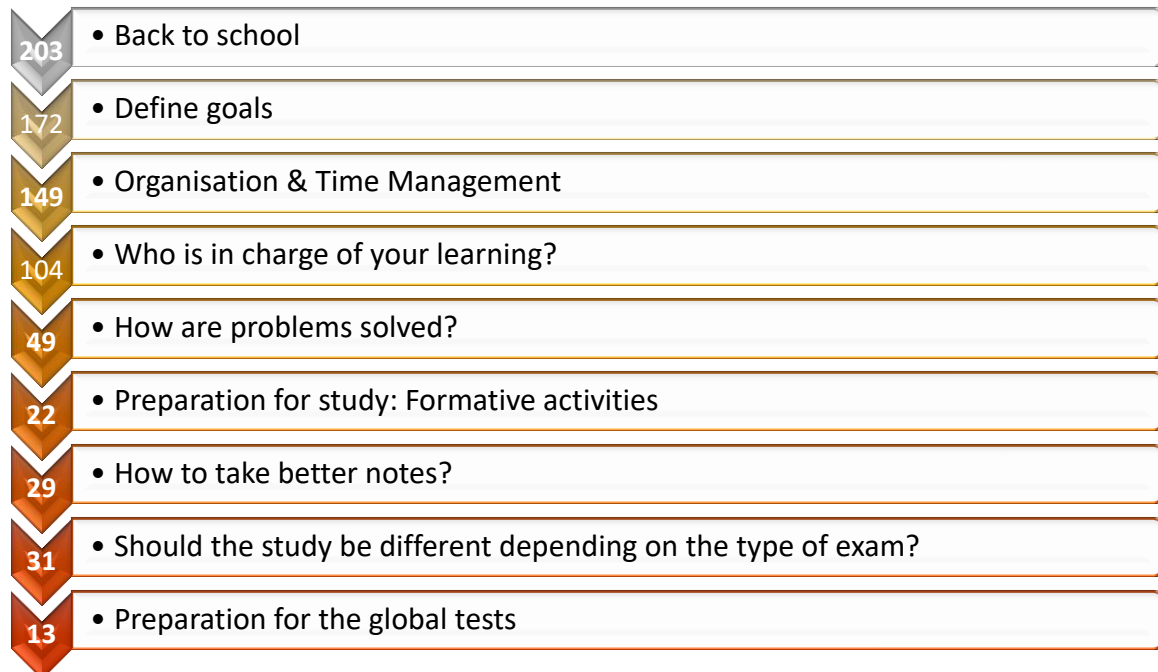 203 • Back to school
172 • Define goals
149 • Organisation & Time Management
104 • Who is in charge of your learning?
49 • How are problems solved?
22 • Preparation for study: Formative activities
29 • How to take better notes?
31 • Should the study be different depending on the type of exam?
13 • Preparation for the global tests